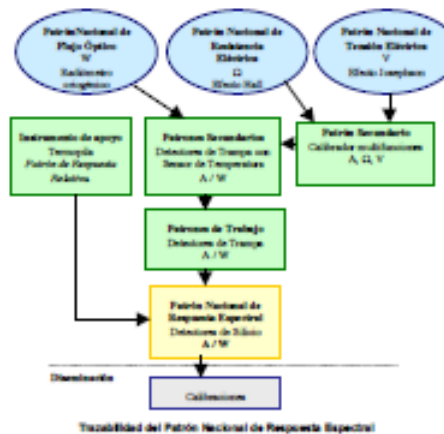 Patrón Nacional de
Flujo Óptico
W
Radiómetro
criogénico
Patrón Nacional de
Resistencia
Eléctrica
Ω
Efecto Hall
Patrón Nacional de
Tensión Eléctrica
V
Efecto Josephson
Instrumento de apoyo
Termopila
Patrón de Respuesta
Relativa
Patrones Secundarios
Detectores de Trampa con
Sensor de Temperatura
A / W
Patrón Secundario
Calibrador multifunciones
A, Ω, V
Patrones de Trabajo
Detectores de Trampa
A / W
Patrón Nacional de
Respuesta Espectral
Detectores de Silicio
A / W
Diseminación
Calibraciones
Trazabilidad del Patrón Nacional de Respuesta Espectral